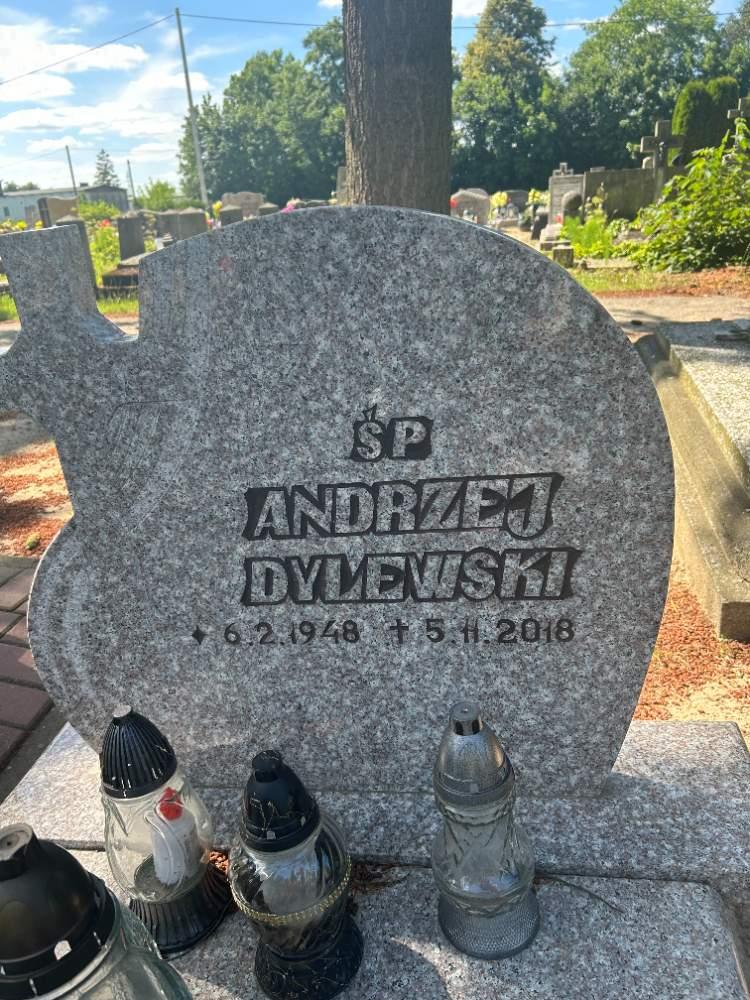 ŚP
ANDRZEJ
DYLEWSKI
✦ 6.2.1948 ✝ 5.11.2018